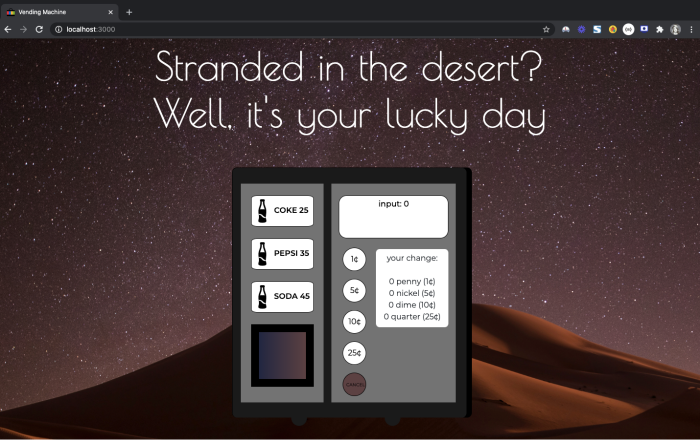 Vending Machine
localhost:3000
Stranded in the desert?
Well, it's your lucky day
COKE 25
PEPSI 35
SODA 45
input: 0
1¢
5¢
10¢
25¢
CANCEL
your change:
0 penny (1¢)
0 nickel (5¢)
0 dime (10¢)
0 quarter (25¢)